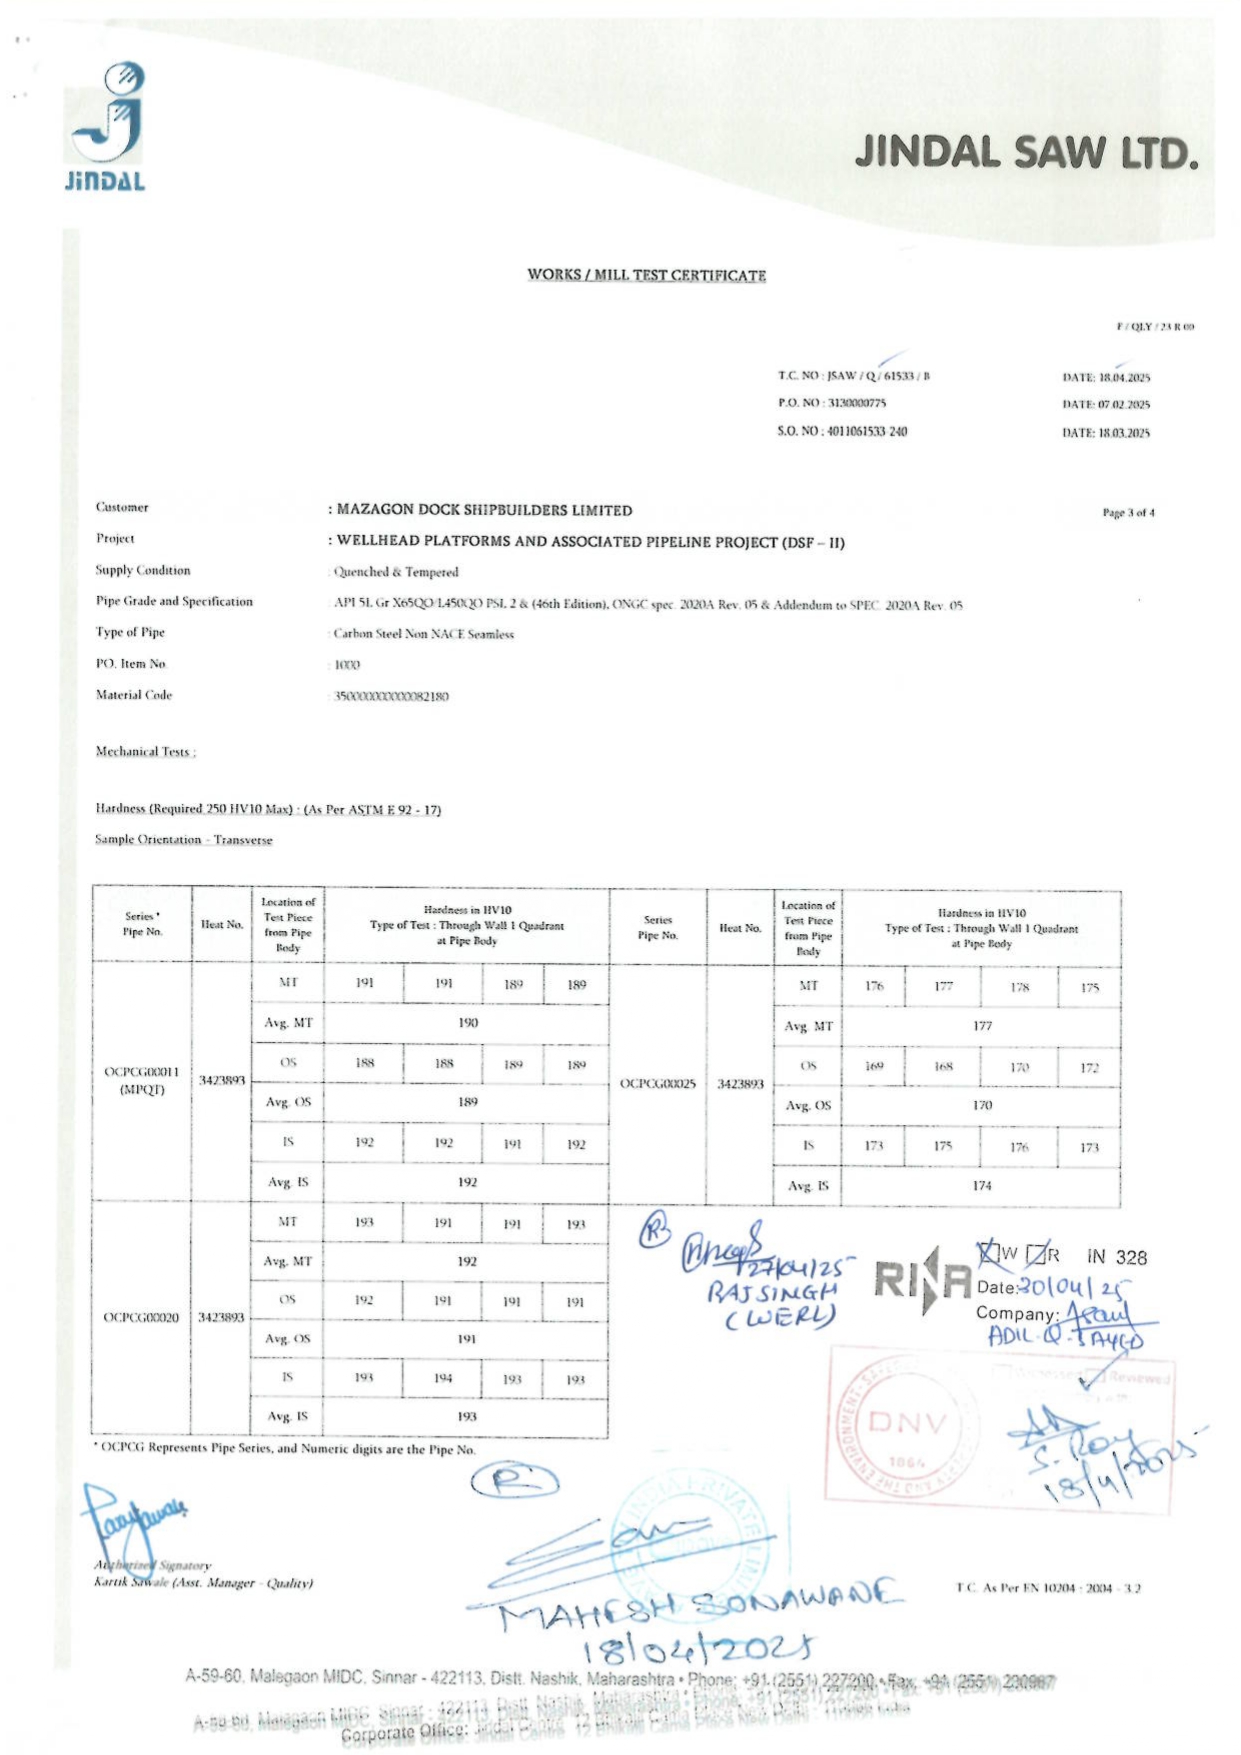 JINDAL
JINDAL SAW LTD.
WORKS / MILL TEST CERTIFICATE
F / QLY / 23 R 00
T.C. NO : JSAW / Q / 61533 / B DATE: 18.04.2025
P.O. NO : 3130000775 DATE: 07.02.2025
S.O. NO : 4011061533-240 DATE: 18.03.2025
Customer : MAZAGON DOCK SHIPBUILDERS LIMITED Page 3 of 4
Project : WELLHEAD PLATFORMS AND ASSOCIATED PIPELINE PROJECT (DSF – II)
Supply Condition : Quenched & Tempered
Pipe Grade and Specification : API 5L Gr X65QO/L450QO PSL 2 & (46th Edition), ONGC spec. 2020A Rev. 05 & Addendum to SPEC. 2020A Rev. 05
Type of Pipe : Carbon Steel Non NACE Seamless
PO. Item No : 1000
Material Code
Mechanical Tests :
Hardness (Required 250 HV10 Max) : (As Per ASTM E 92 - 17)
Sample Orientation - Transverse
Series * Pipe No. Heat No. Location of Test Piece from Pipe Body Hardness in HV10 Type of Test : Through Wall 1 Quadrant at Pipe Body
OCPCG00011 (MPQT) 3423893
MT 191 191 189 189
Avg. MT 190
OS 188 188 189 189
Avg. OS 189
IS 192 192 191 192
Avg. IS 192
OCPCG00020 3423893
MT 193 191 191 193
Avg. MT 192
OS 192 191 191 191
Avg. OS 191
IS 193 194 193 193
Avg. IS 193
Series Pipe No. Heat No. Location of Test Piece from Pipe Body Hardness in HV10 Type of Test : Through Wall 1 Quadrant at Pipe Body
OCPCG00025 3423893
MT 176 177 178 175
Avg. MT 177
OS 169 168 170 172
Avg. OS 170
IS 173 175 176 173
Avg. IS 174
* OCPCG Represents Pipe Series, and Numeric digits are the Pipe No.
R
27/04/25
RAJSINGH
(WERL)
RINA
W R IN 328
Date: 30/04/25
Company:
ADIL.Q.SAYED
DNV
1864
Reviewed
S. Roy
18/4/2025
R
MAHESH SONAWANE
18/04/2025
Authorized Signatory
Kartik Sawale (Asst. Manager - Quality)
T.C. As Per EN 10204 : 2004 - 3.2
A-59-60, Malegaon MIDC, Sinnar - 422113, Distt. Nashik, Maharashtra • Phone: +91 (2551) 227200 • Fax: +91 (2551) 230967
Corporate Office: Jindal Centre, 12 Bhikaiji Cama Place New Delhi